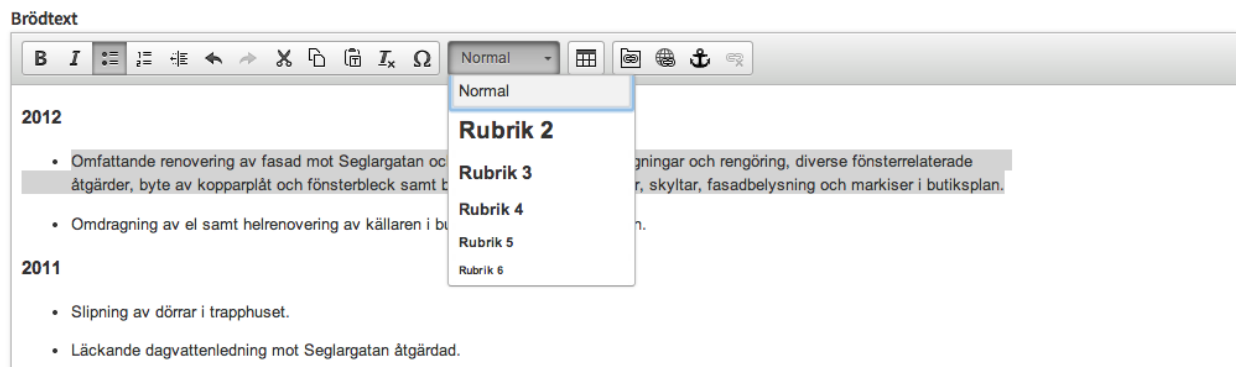 Brödtext
B I Ix Ω Normal
Normal
2012
Rubrik 2
Omfattande renovering av fasad mot Seglargatan gningar och rengöring, diverse fönsterrelaterade
Rubrik 3
åtgärder, byte av kopparplåt och fönsterbleck samt r, skyltar, fasadbelysning och markiser i butiksplan.
Rubrik 4
Omdragning av el samt helrenovering av källaren i n.
Rubrik 5
2011
Rubrik 6
Slipning av dörrar i trapphuset.
Läckande dagvattenledning mot Seglargatan åtgärdad.